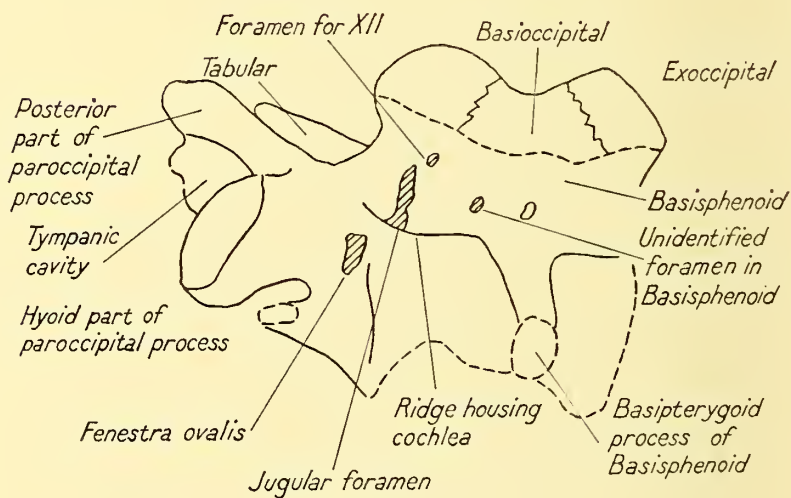 Foramen for XII
Basioccipital
Tabular
Exoccipital
Posterior
part of
paroccipital
process
Tympanic
cavity
Hyoid part of
paroccipital process
Basisphenoid
Unidentified
foramen in
Basisphenoid
Fenestra ovalis
Jugular foramen
Ridge housing
cochlea
Basipterygoid
process of
Basisphenoid